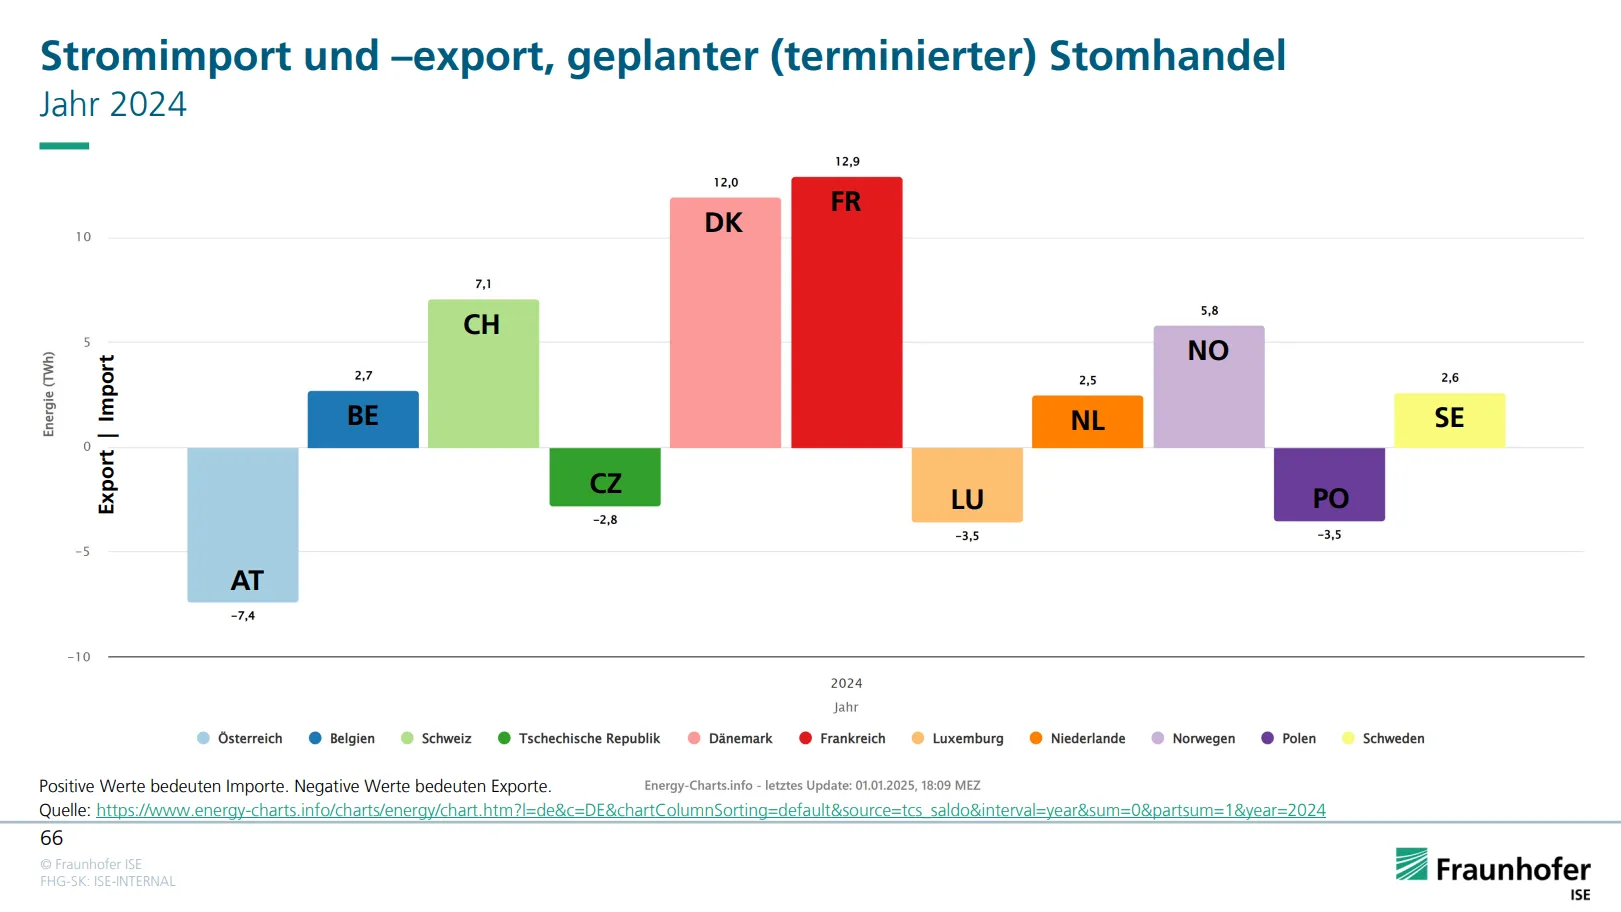 Stromimport und –export, geplanter (terminierter) Stomhandel
Jahr 2024
Energie (TWh)
Export | Import
10
5
0
−5
−10
−7,4
AT
2,7
BE
7,1
CH
−2,8
CZ
12,0
DK
12,9
FR
−3,5
LU
2,5
NL
5,8
NO
−3,5
PO
2,6
SE
2024
Jahr
Österreich Belgien Schweiz Tschechische Republik Dänemark Frankreich Luxemburg Niederlande Norwegen Polen Schweden
Positive Werte bedeuten Importe. Negative Werte bedeuten Exporte.
Energy-Charts.info - letztes Update: 01.01.2025, 18:09 MEZ
Quelle: https://www.energy-charts.info/charts/energy/chart.htm?l=de&c=DE&chartColumnSorting=default&source=tcs_saldo&interval=year&sum=0&partsum=1&year=2024
66
© Fraunhofer ISE
FHG-SK: ISE-INTERNAL
Fraunhofer
ISE